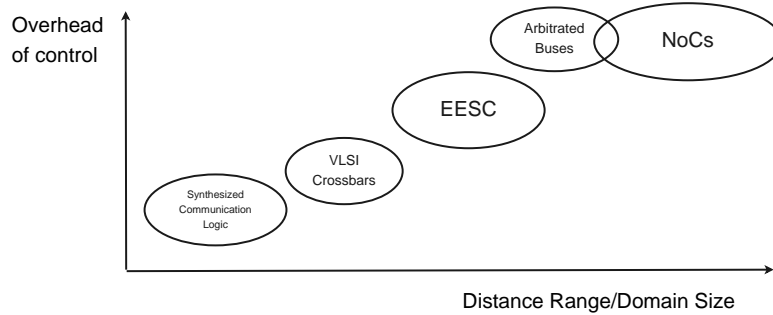 Overhead
of control
Arbitrated
Buses
NoCs
EESC
VLSI
Crossbars
Synthesized
Communication
Logic
Distance Range/Domain Size